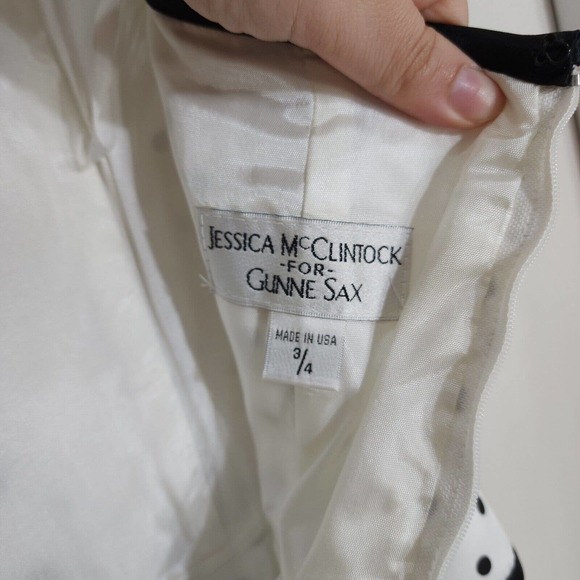 JESSICA MCCLINTOCK
-FOR-
GUNNE SAX
MADE IN USA
3/4